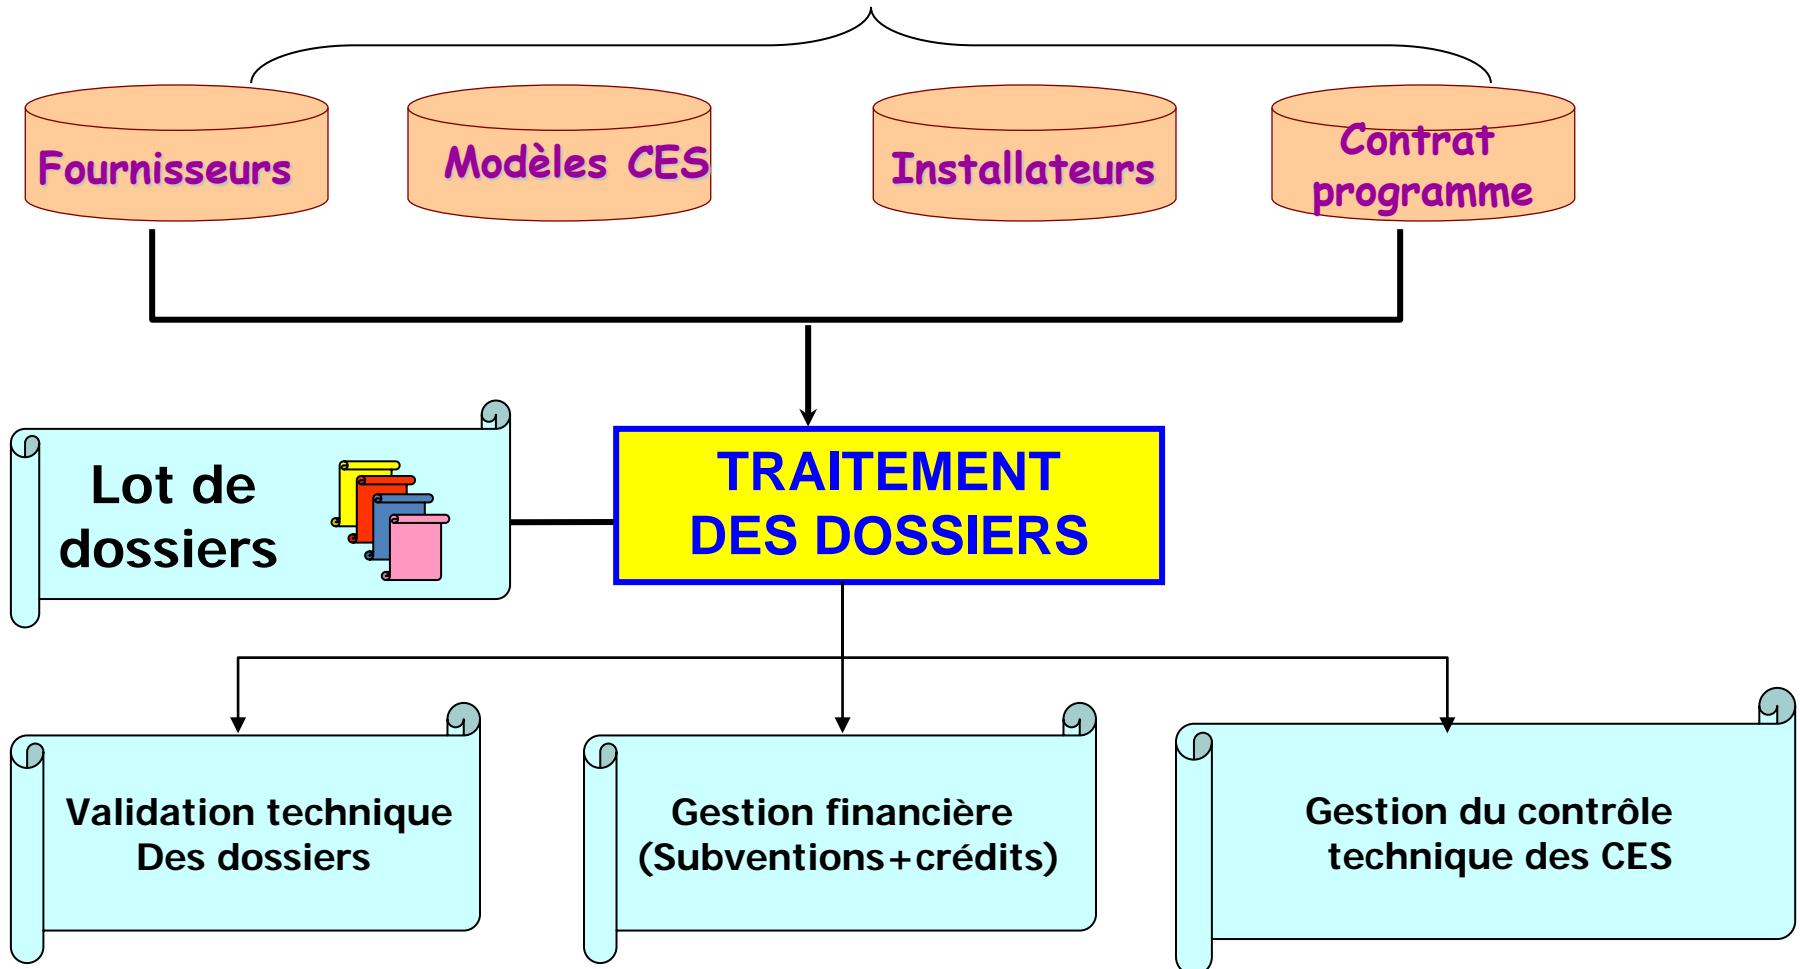 Fournisseurs
Modèles CES
Installateurs
Contrat
programme
Lot de
dossiers
TRAITEMENT
DES DOSSIERS
Validation technique
Des dossiers
Gestion financière
(Subventions+crédits)
Gestion du contrôle
technique des CES